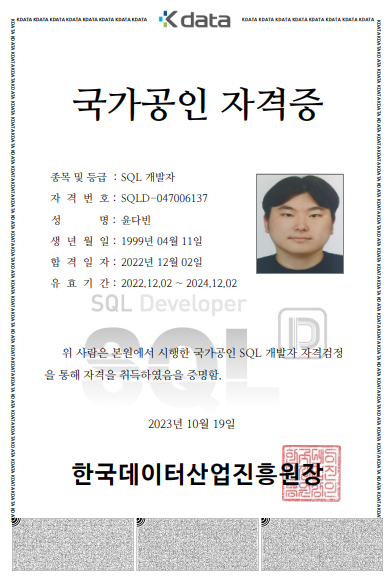 KDATA KDATA KDATA KDATA KDATA KDATA KDATA KDATA
K data
국가공인 자격증
종목 및 등급 : SQL 개발자
자 격 번 호 : SQLD-047006137
성 명 : 윤다빈
생 년 월 일 : 1999년 04월 11일
합 격 일 자 : 2022년 12월 02일
유 효 기 간 : 2022.12.02 ~ 2024.12.02
SQL Developer
SQL
D
위 사람은 본원에서 시행한 국가공인 SQL 개발자 자격검정
을 통해 자격을 취득하였음을 증명함.
2023년 10월 19일
한국데이터산업진흥원장